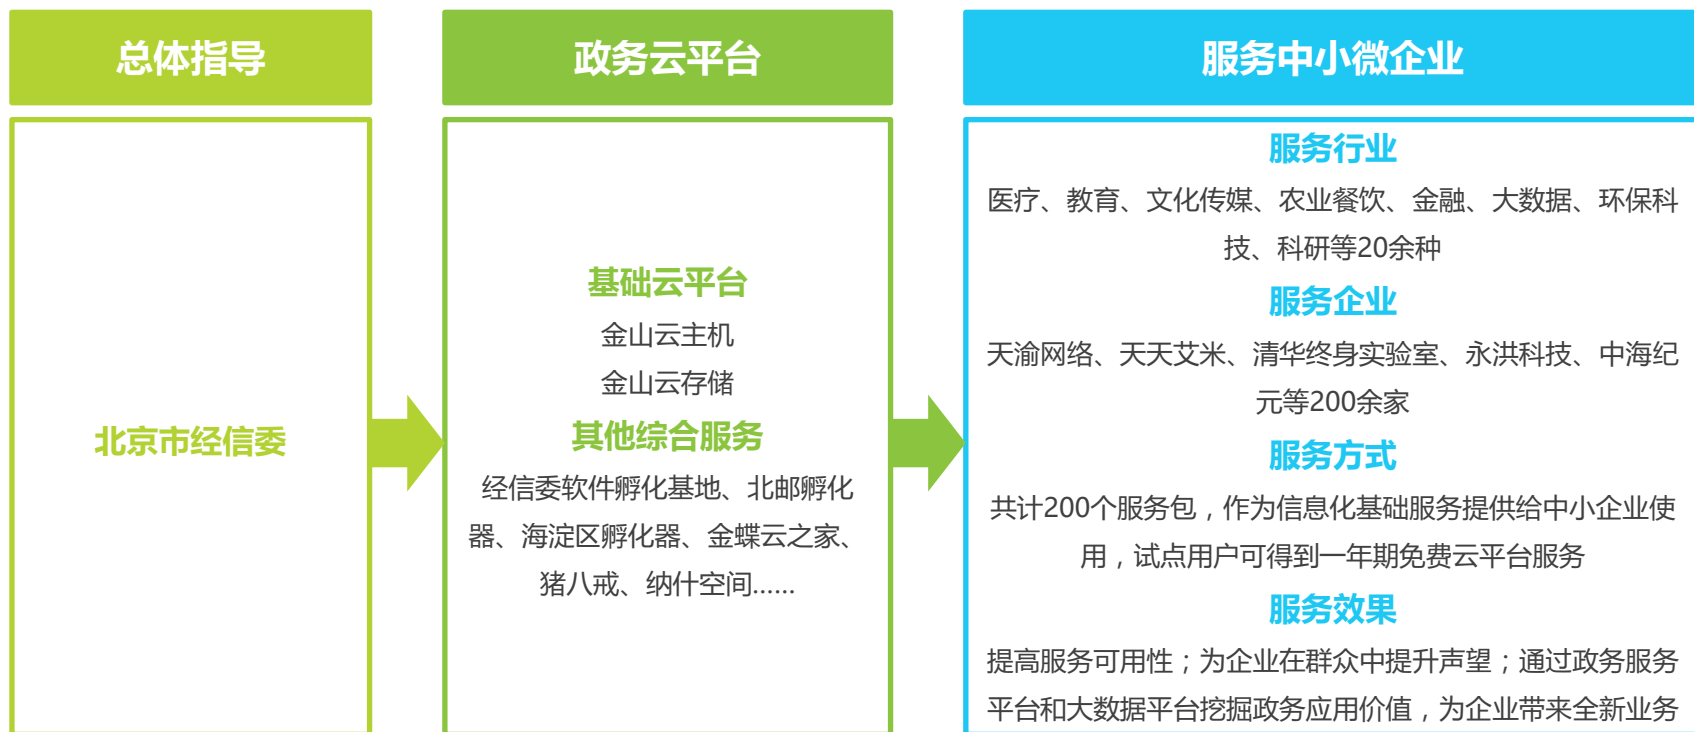 总体指导
北京市经信委
政务云平台
基础云平台
金山云主机
金山云存储
其他综合服务
经信委软件孵化基地、北邮孵化
器、海淀区孵化器、金蝶云之家、
猪八戒、纳什空间......
服务中小微企业
服务行业
医疗、教育、文化传媒、农业餐饮、金融、大数据、环保科
技、科研等20余种
服务企业
天渝网络、天天艾米、清华终身实验室、永洪科技、中海纪
元等200余家
服务方式
共计200个服务包，作为信息化基础服务提供给中小企业使
用，试点用户可得到一年期免费云平台服务
服务效果
提高服务可用性；为企业在群众中提升声望；通过政务服务
平台和大数据平台挖掘政务应用价值，为企业带来全新业务